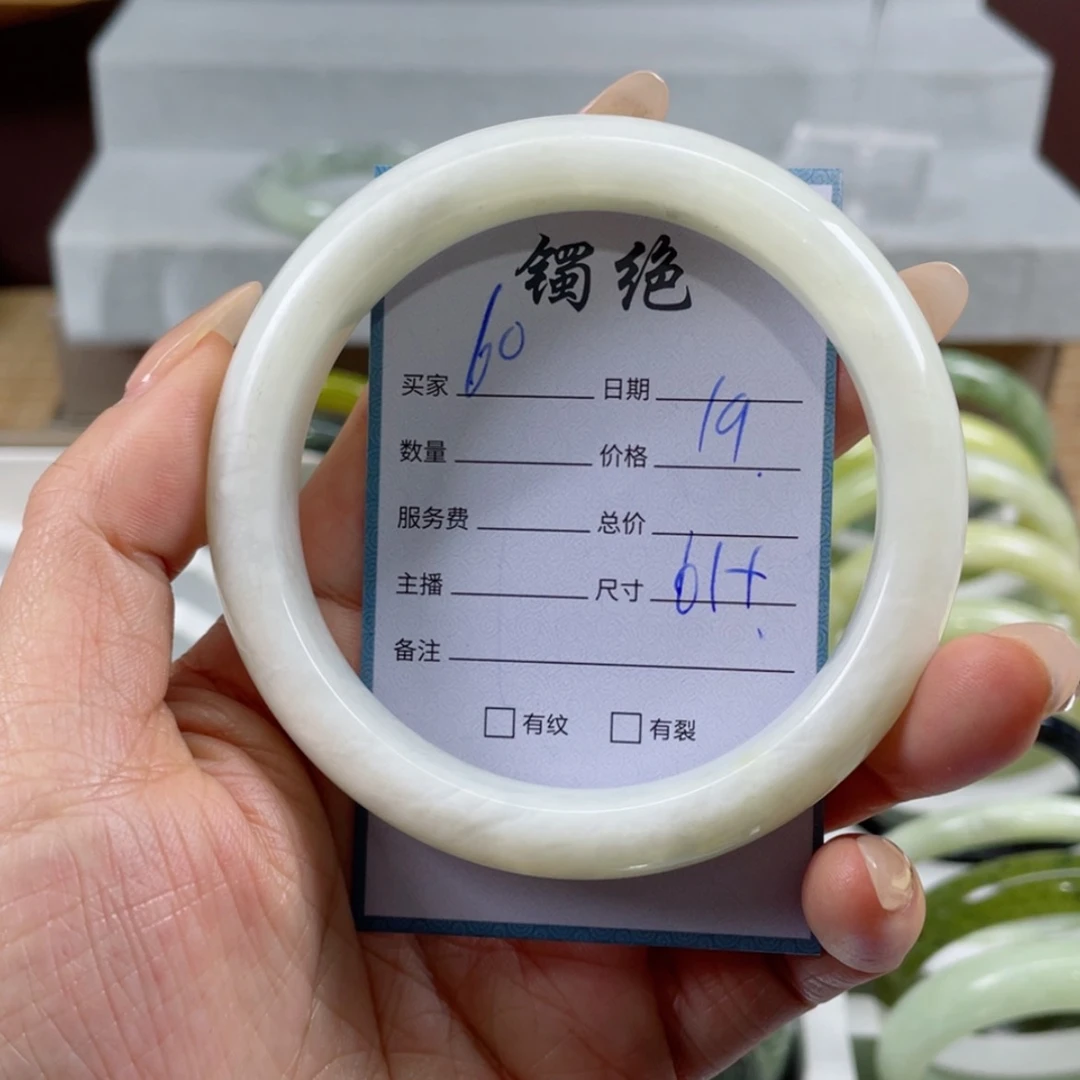 镯绝
买家 60 日期
数量 价格 19.
服务费 总价
主播 尺寸 61+
备注
有纹 有裂